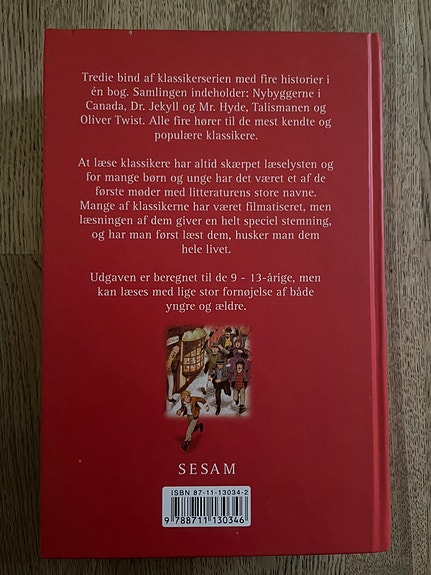 Tredie bind af klassikerserien med fire historier i
én bog. Samlingen indeholder: Nybyggerne i
Canada, Dr. Jekyll og Mr. Hyde, Talismanen og
Oliver Twist. Alle fire hører til de mest kendte og
populære klassikere.
At læse klassikere har altid skærpet læselysten og
for mange børn og unge har det været et af de
første møder med litteraturens store navne.
Mange af klassikerne har været filmatiseret, men
læsningen af dem giver en helt speciel stemning,
og har man først læst dem, husker man dem
hele livet.
Udgaven er beregnet til de 9 - 13-årige, men
kan læses med lige stor fornøjelse af både
yngre og ældre.
SESAM
ISBN 87-11-13034-2
9 788711 130346